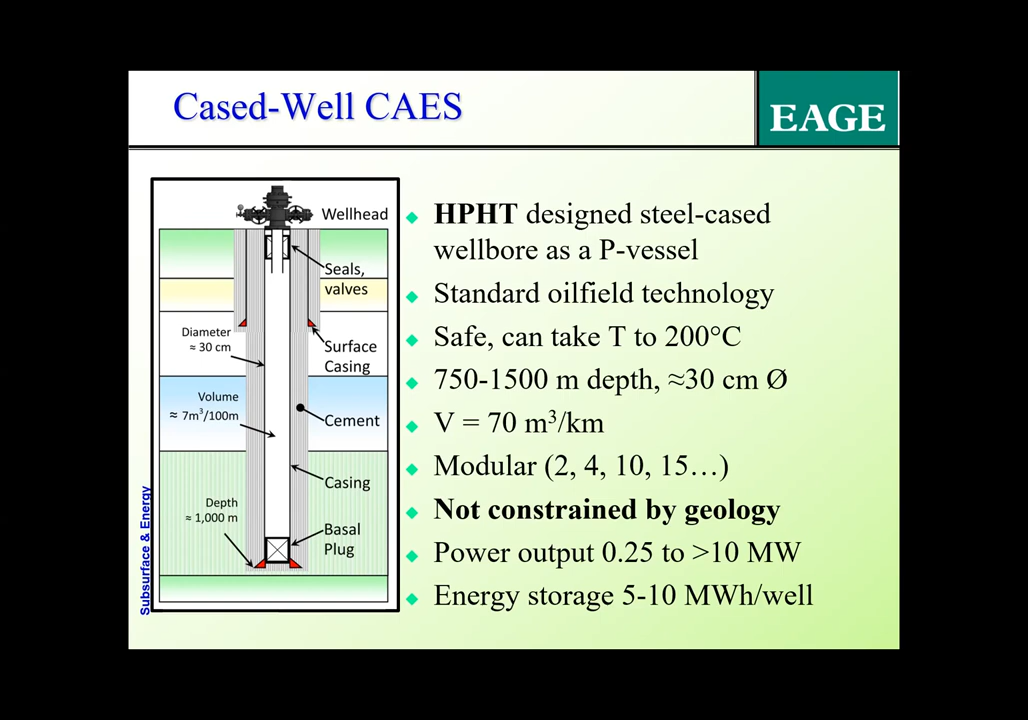 Cased-Well CAES
EAGE
Wellhead
Seals,
valves
Diameter
≈ 30 cm
Surface
Casing
Volume
≈ 7m³/100m
Cement
Casing
Depth
≈ 1,000 m
Basal
Plug
Subsurface & Energy
HPHT designed steel-cased
wellbore as a P-vessel
Standard oilfield technology
Safe, can take T to 200°C
750-1500 m depth, ≈30 cm Ø
V = 70 m³/km
Modular (2, 4, 10, 15…)
Not constrained by geology
Power output 0.25 to >10 MW
Energy storage 5-10 MWh/well